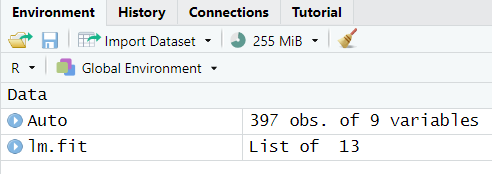 Environment History Connections Tutorial
Import Dataset 255 MiB
R Global Environment
Data
Auto 397 obs. of 9 variables
lm.fit List of 13